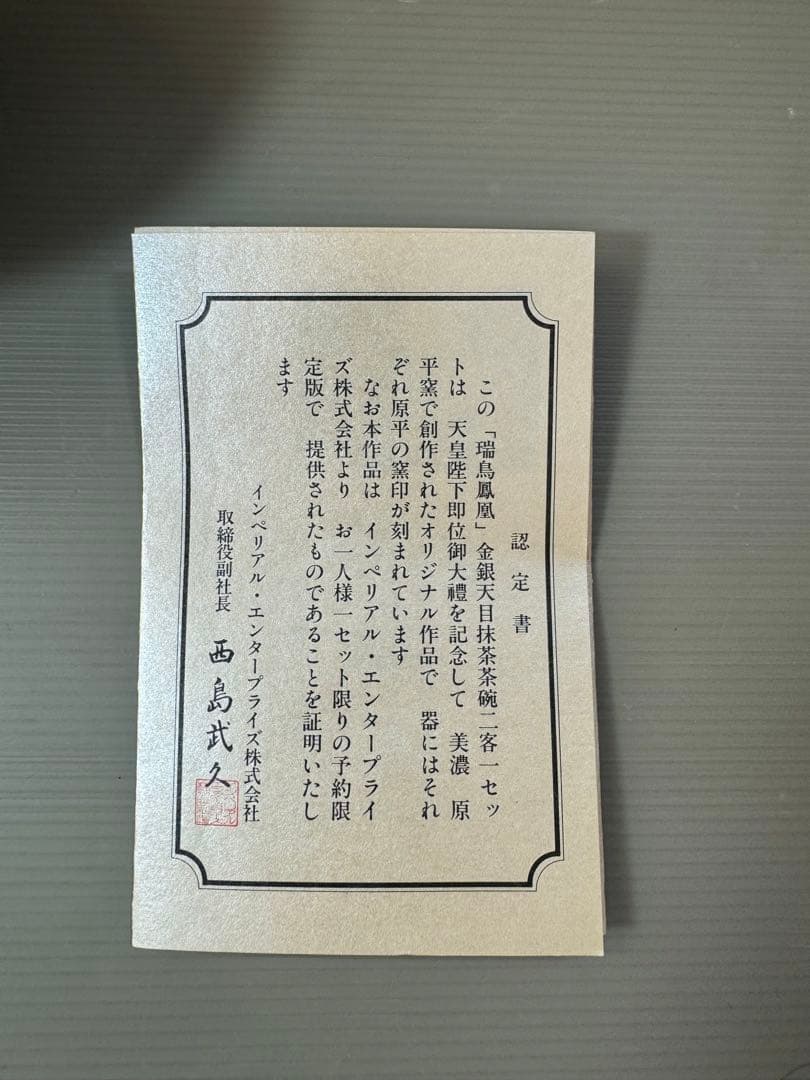 認定書
この「瑞鳥鳳凰」金銀天目抹茶茶碗二客一セッ
トは 天皇陛下即位御大禮を記念して 美濃 原
平窯で創作されたオリジナル作品で 器にはそれ
ぞれ原平の窯印が刻まれています
なお本作品は インペリアル・エンタープライ
ズ株式会社より お一人様一セット限りの予約限
定版で 提供されたものであることを証明いたし
ます
インペリアル・エンタープライズ株式会社
取締役副社長 西島武久